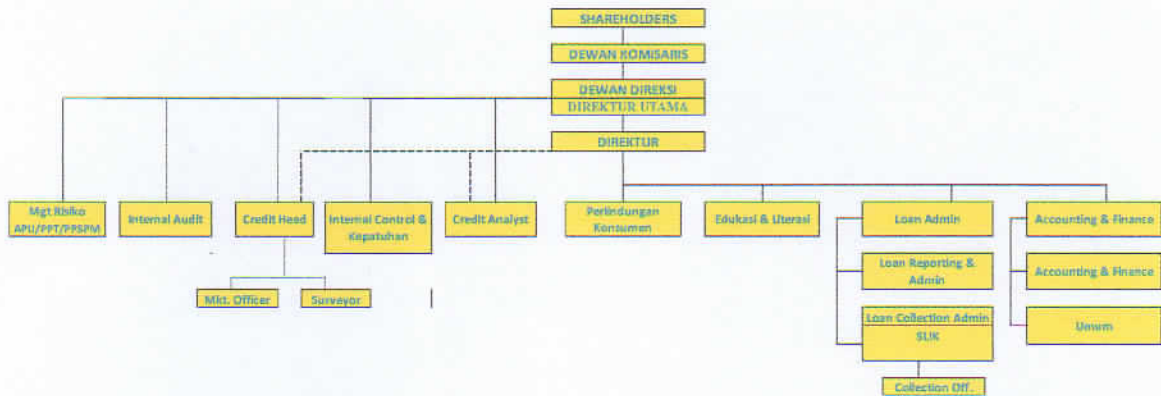 SHAREHOLDERS
DEWAN KOMISARIS
DEWAN DIREKSI
DIREKTUR UTAMA
DIREKTUR
Mgt Risiko
APU/PPT/PPSPM
Internal Audit
Credit Head
Internal Control &
Kepatuhan
Credit Analyst
Perlindungan
Konsumen
Edukasi & Literasi
Loan Admin
Accounting & Finance
Loan Reporting &
Admin
Accounting & Finance
Mkt. Officer
Surveyor
Loan Collection Admin
SLIK
Umum
Collection Off.